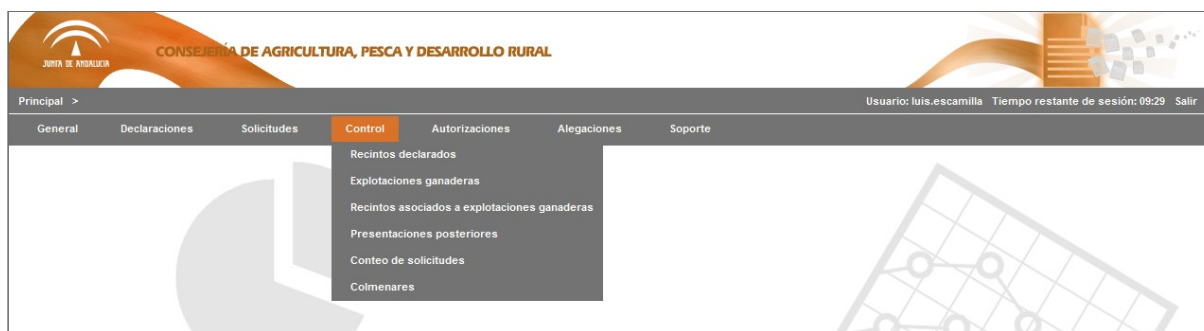 JUNTA DE ANDALUCIA
CONSEJERÍA DE AGRICULTURA, PESCA Y DESARROLLO RURAL
Principal > Usuario: luis.escamilla Tiempo restante de sesión: 09:29 Salir
General Declaraciones Solicitudes Control Autorizaciones Alegaciones Soporte
Recintos declarados
Explotaciones ganaderas
Recintos asociados a explotaciones ganaderas
Presentaciones posteriores
Conteo de solicitudes
Colmenares